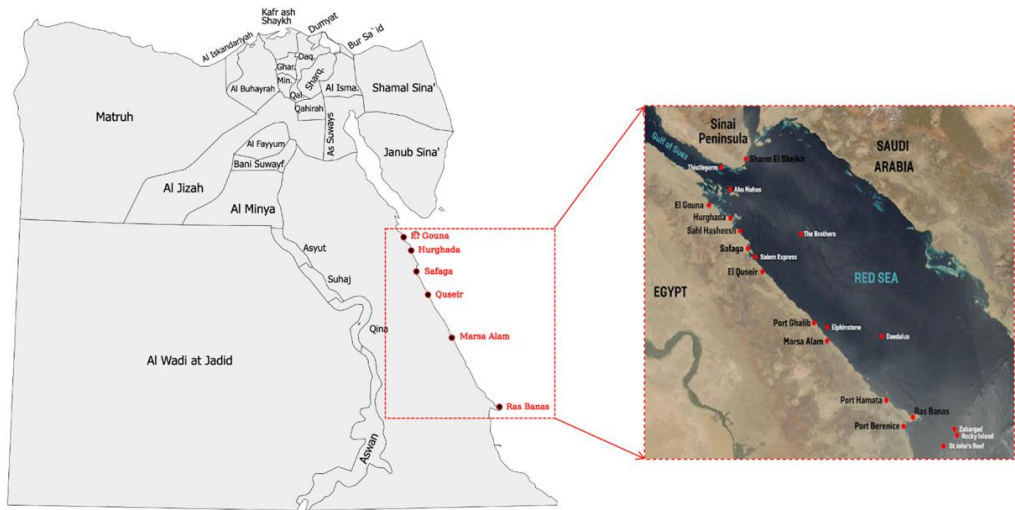 Kafr ash
Shaykh
Dumyat
Bur Sa`id
Al Iskandariyah
Daq.
Ghar.
Sharq.
Min.
Al Buhayrah
Qal
Al Isma.
Shamal Sina'
Qahirah
As Suways
Matruh
Al Fayyum
Janub Sina'
Bani Suwayf
Al Jizah
Al Minya
Asyut
Suhaj
Qina
Al Wadi at Jadid
Aswan
El Gouna
Hurghada
Safaga
Quseir
Marsa Alam
Ras Banas
Sinai
Peninsula
Gulf of Suez
SAUDI
ARABIA
Sharm El Sheikh
Thistlegorm
Abu Nuhas
El Gouna
Hurghada
Sahl Hasheesh
The Brothers
Safaga
Salem Express
El Quseir
RED SEA
EGYPT
Port Ghalib
Elphinstone
Marsa Alam
Daedalus
Port Hamata
Ras Banas
Port Berenice
Zabargad
Rocky Island
St John's Reef